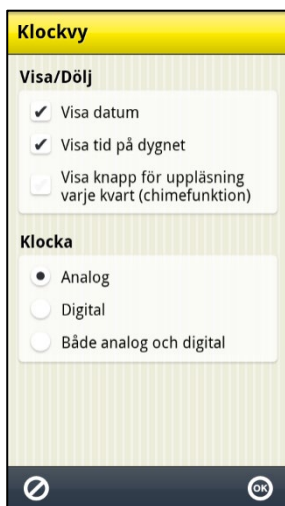 Klockvy
Visa/Dölj
Visa datum
Visa tid på dygnet
Visa knapp för uppläsning
varje kvart (chimefunktion)
Klocka
Analog
Digital
Både analog och digital
OK